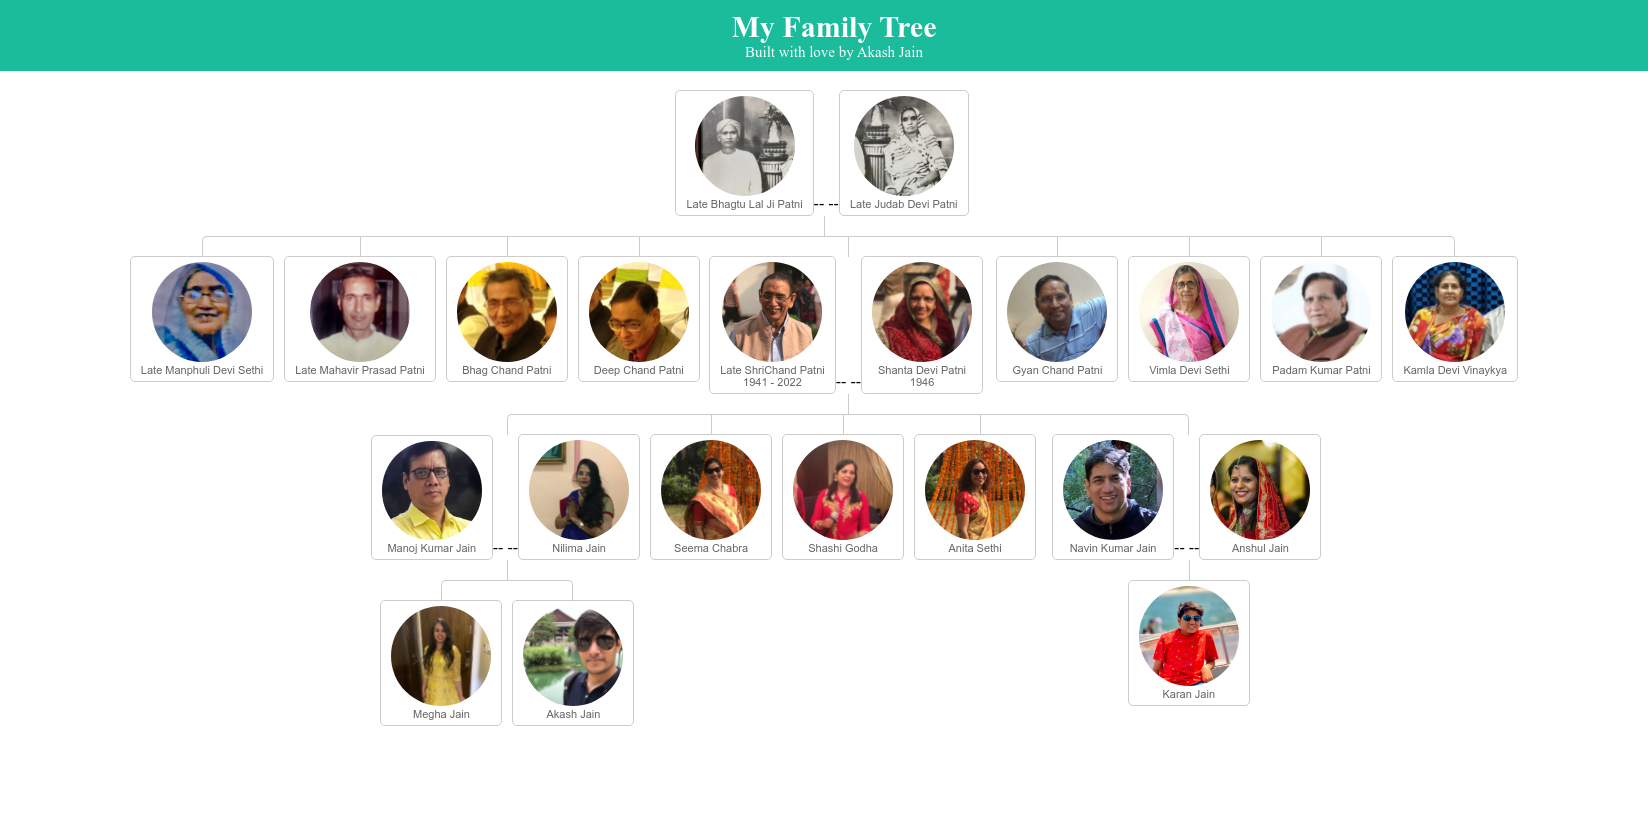 My Family Tree
Built with love by Akash Jain
Late Bhagtu Lal Ji Patni
-- --
Late Judab Devi Patni
Late Manphuli Devi Sethi
Late Mahavir Prasad Patni
Bhag Chand Patni
Deep Chand Patni
Late ShriChand Patni
1941 - 2022
-- --
Shanta Devi Patni
1946
Gyan Chand Patni
Vimla Devi Sethi
Padam Kumar Patni
Kamla Devi Vinaykya
Manoj Kumar Jain
-- --
Nilima Jain
Seema Chabra
Shashi Godha
Anita Sethi
Navin Kumar Jain
-- --
Anshul Jain
Megha Jain
Akash Jain
Karan Jain